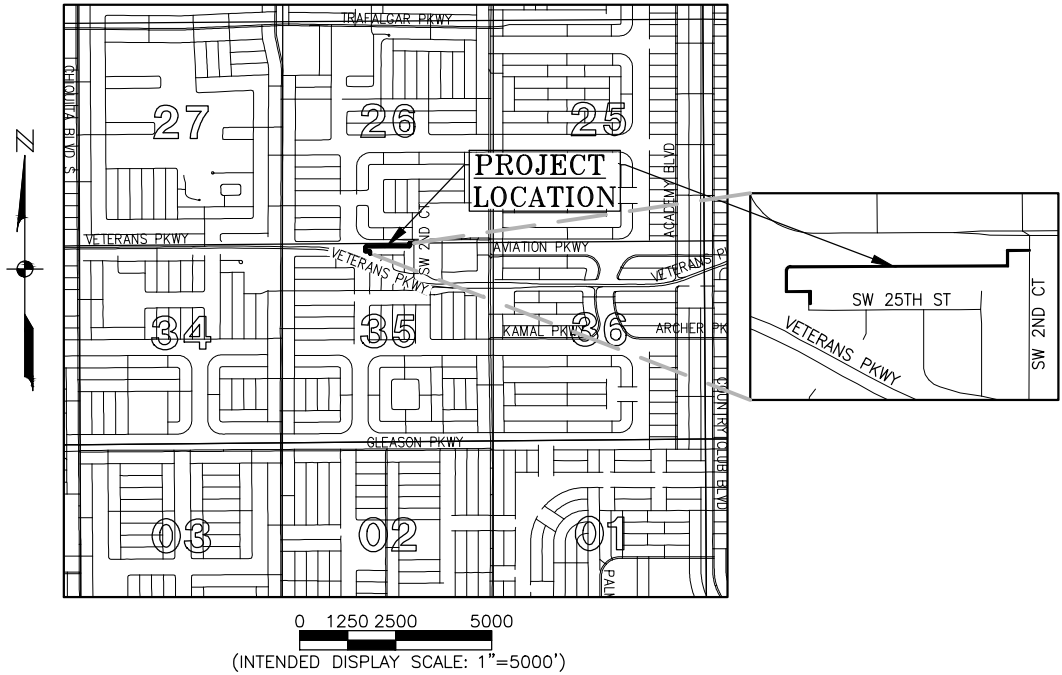 TRAFALGAR PKWY
CHIQUITA BLVD S
27
26
25
N
PROJECT
LOCATION
ACADEMY BLVD
VETERANS PKWY
SW 2ND CT
AVIATION PKWY
VETERANS PKWY
VETERANS P
SW 25TH ST
SW 2ND CT
VETERANS PKWY
34
35
36
KAMAL PKWY
ARCHER PK
COUNTRY CLUB BLVD
GLEASON PKWY
03
02
01
PALM
0 1250 2500 5000
(INTENDED DISPLAY SCALE: 1"=5000')